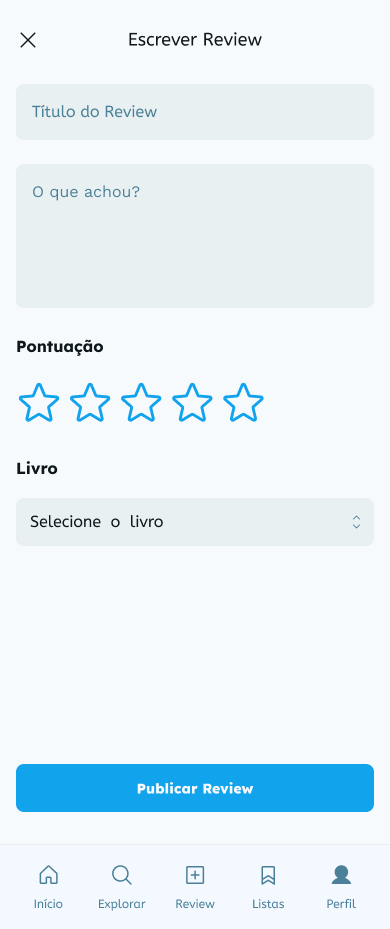 Escrever Review
Título do Review
O que achou?
Pontuação
Livro
Selecione o livro
Publicar Review
Início
Explorar
Review
Listas
Perfil